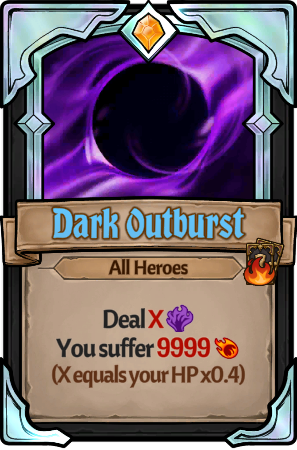 Dark Outburst
All Heroes
Deal X
You suffer 9999
(X equals your HP x0.4)